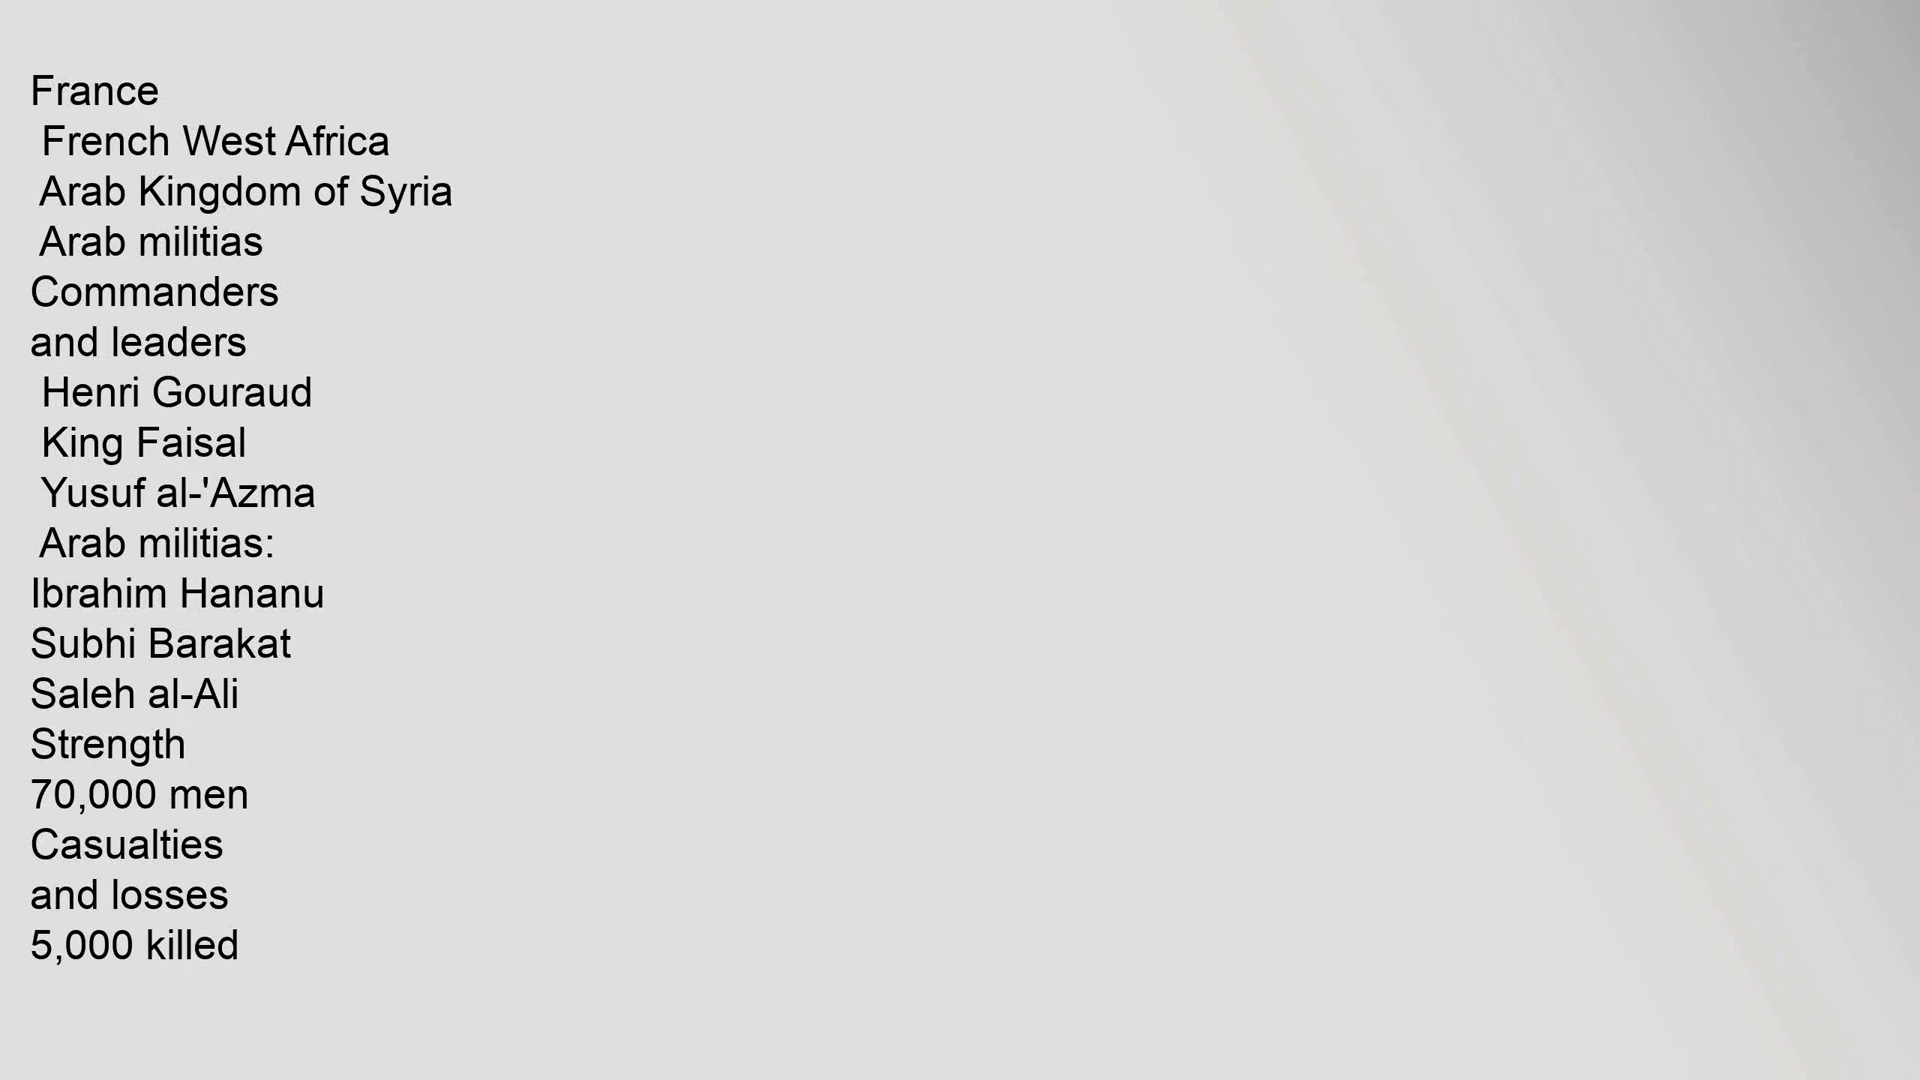 France
French West Africa
Arab Kingdom of Syria
Arab militias
Commanders
and leaders
Henri Gouraud
King Faisal
Yusuf al-'Azma
Arab militias:
Ibrahim Hananu
Subhi Barakat
Saleh al-Ali
Strength
70,000 men
Casualties
and losses
5,000 killed